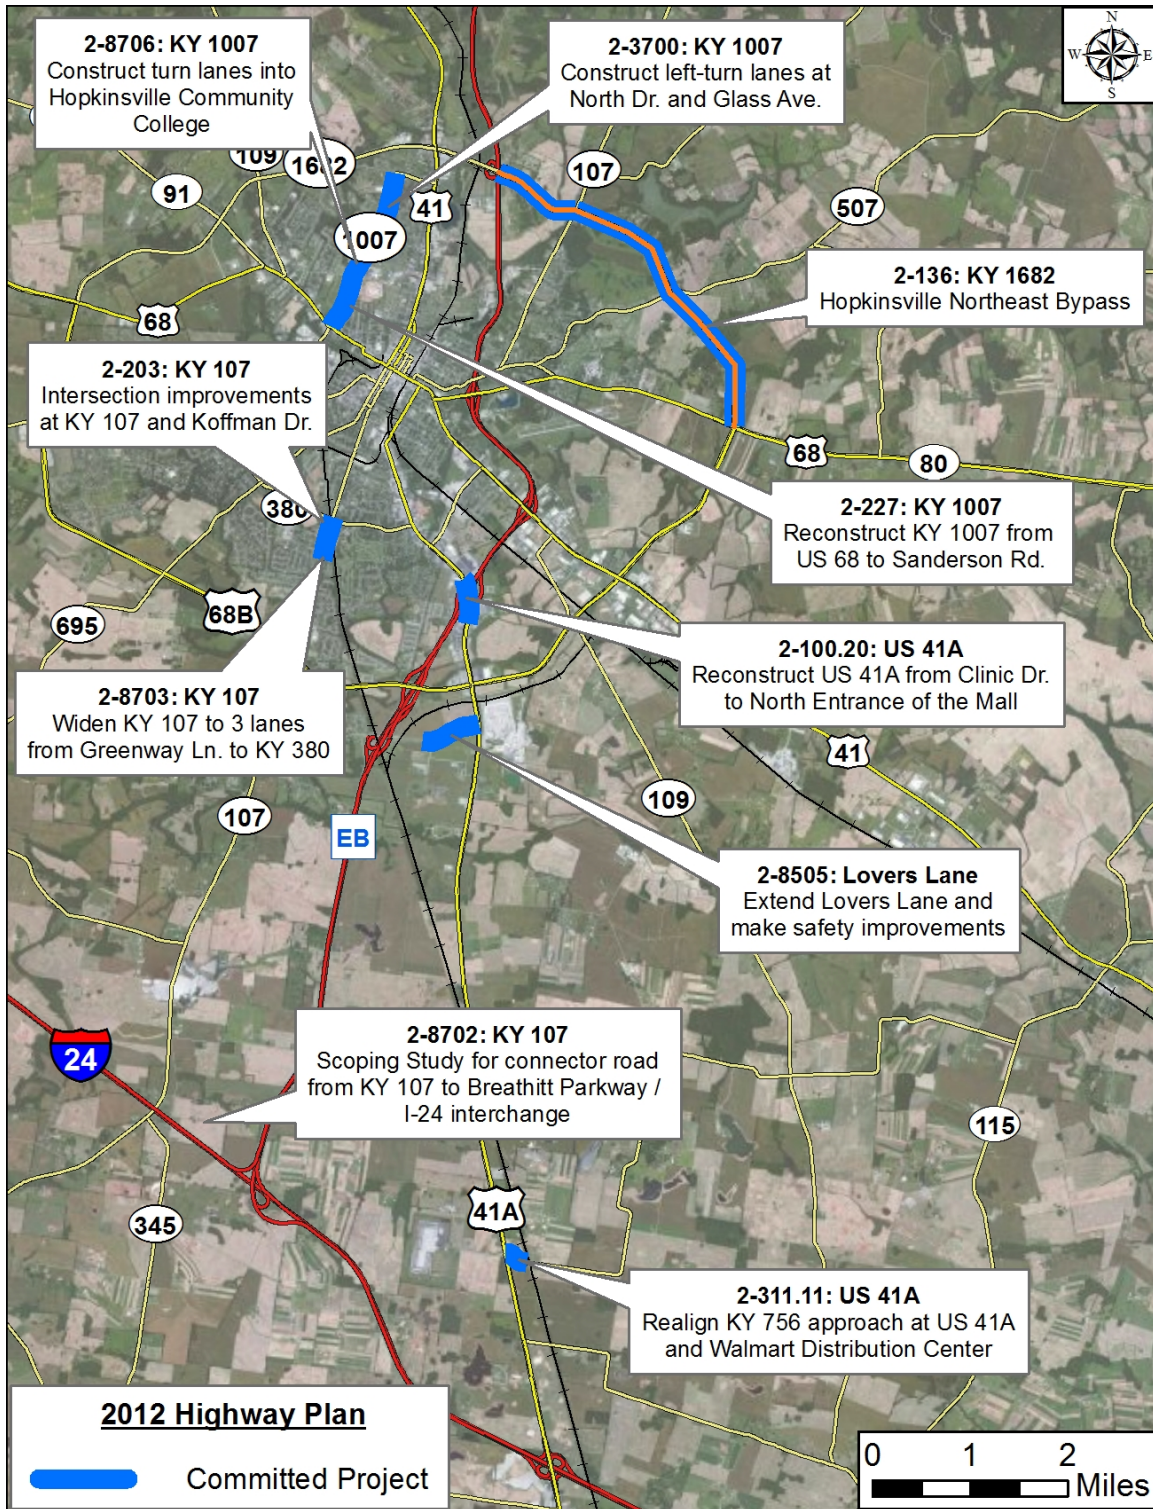 2-8706: KY 1007
Construct turn lanes into
Hopkinsville Community
College
2-3700: KY 1007
Construct left-turn lanes at
North Dr. and Glass Ave.
N
W
E
S
109
1682
91
41
107
507
1007
2-136: KY 1682
Hopkinsville Northeast Bypass
68
2-203: KY 107
Intersection improvements
at KY 107 and Koffman Dr.
68
80
380
2-227: KY 1007
Reconstruct KY 1007 from
US 68 to Sanderson Rd.
68B
695
2-100.20: US 41A
Reconstruct US 41A from Clinic Dr.
to North Entrance of the Mall
2-8703: KY 107
Widen KY 107 to 3 lanes
from Greenway Ln. to KY 380
41
109
107
EB
2-8505: Lovers Lane
Extend Lovers Lane and
make safety improvements
24
2-8702: KY 107
Scoping Study for connector road
from KY 107 to Breathitt Parkway /
I-24 interchange
115
345
41A
2-311.11: US 41A
Realign KY 756 approach at US 41A
and Walmart Distribution Center
2012 Highway Plan
Committed Project
0 1 2
Miles